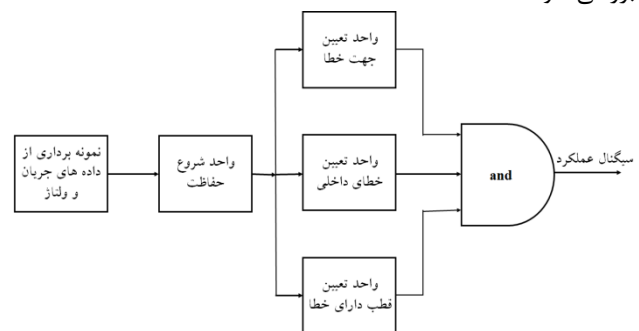 واحد تعیین
جهت خطا
نمونه برداری از
داده های جریان
و ولتاژ
واحد شروع
حفاظت
واحد تعیین
خطای داخلی
واحد تعیین
قطب دارای خطا
and
سیگنال عملکرد